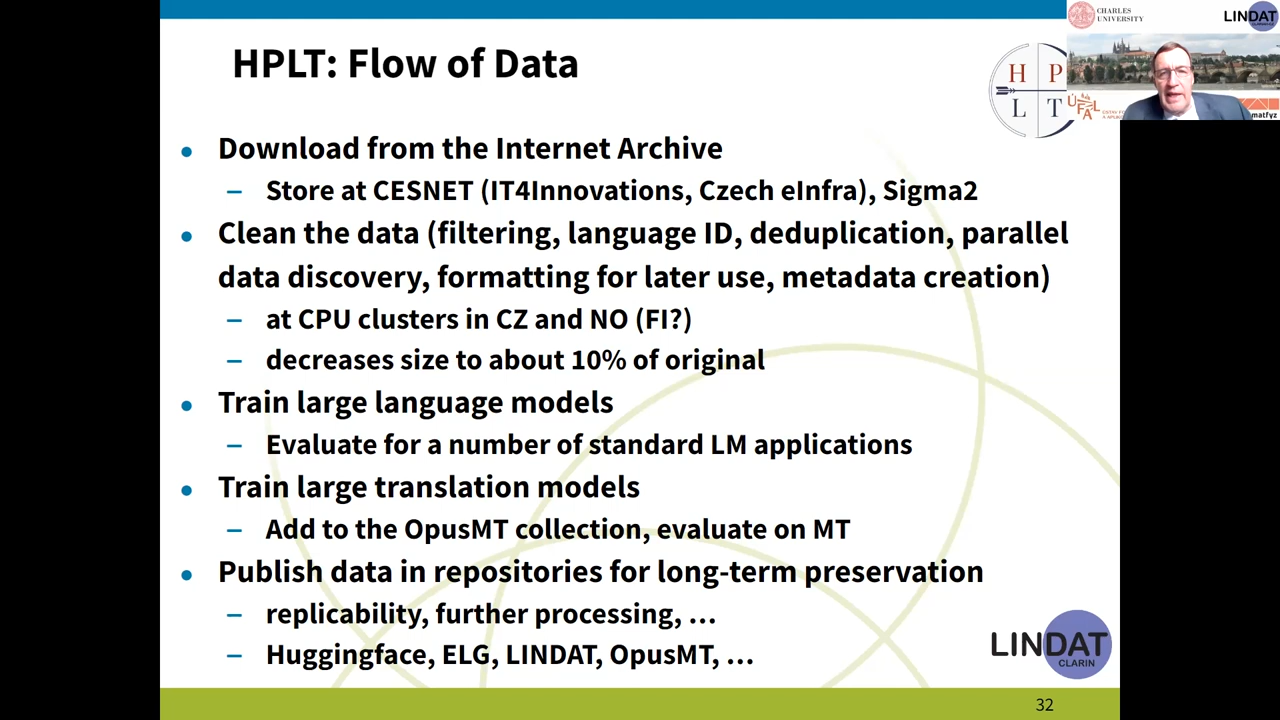 HPLT: Flow of Data
CHARLES
UNIVERSITY
LINDAT
H P
L T
ÚFAL
matfyz
• Download from the Internet Archive
– Store at CESNET (IT4Innovations, Czech eInfra), Sigma2
• Clean the data (filtering, language ID, deduplication, parallel
data discovery, formatting for later use, metadata creation)
– at CPU clusters in CZ and NO (FI?)
– decreases size to about 10% of original
• Train large language models
– Evaluate for a number of standard LM applications
• Train large translation models
– Add to the OpusMT collection, evaluate on MT
• Publish data in repositories for long-term preservation
– replicability, further processing, ...
– Huggingface, ELG, LINDAT, OpusMT, ...
LINDAT
CLARIN
32